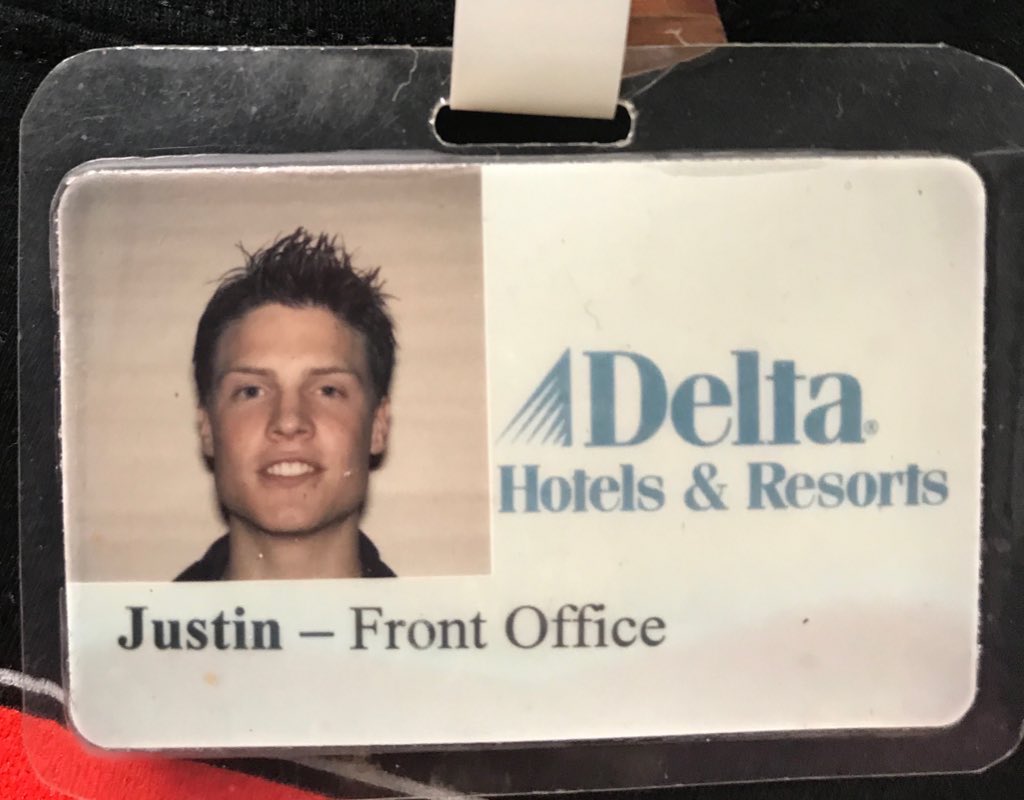 Delta®
Hotels & Resorts
Justin – Front Office